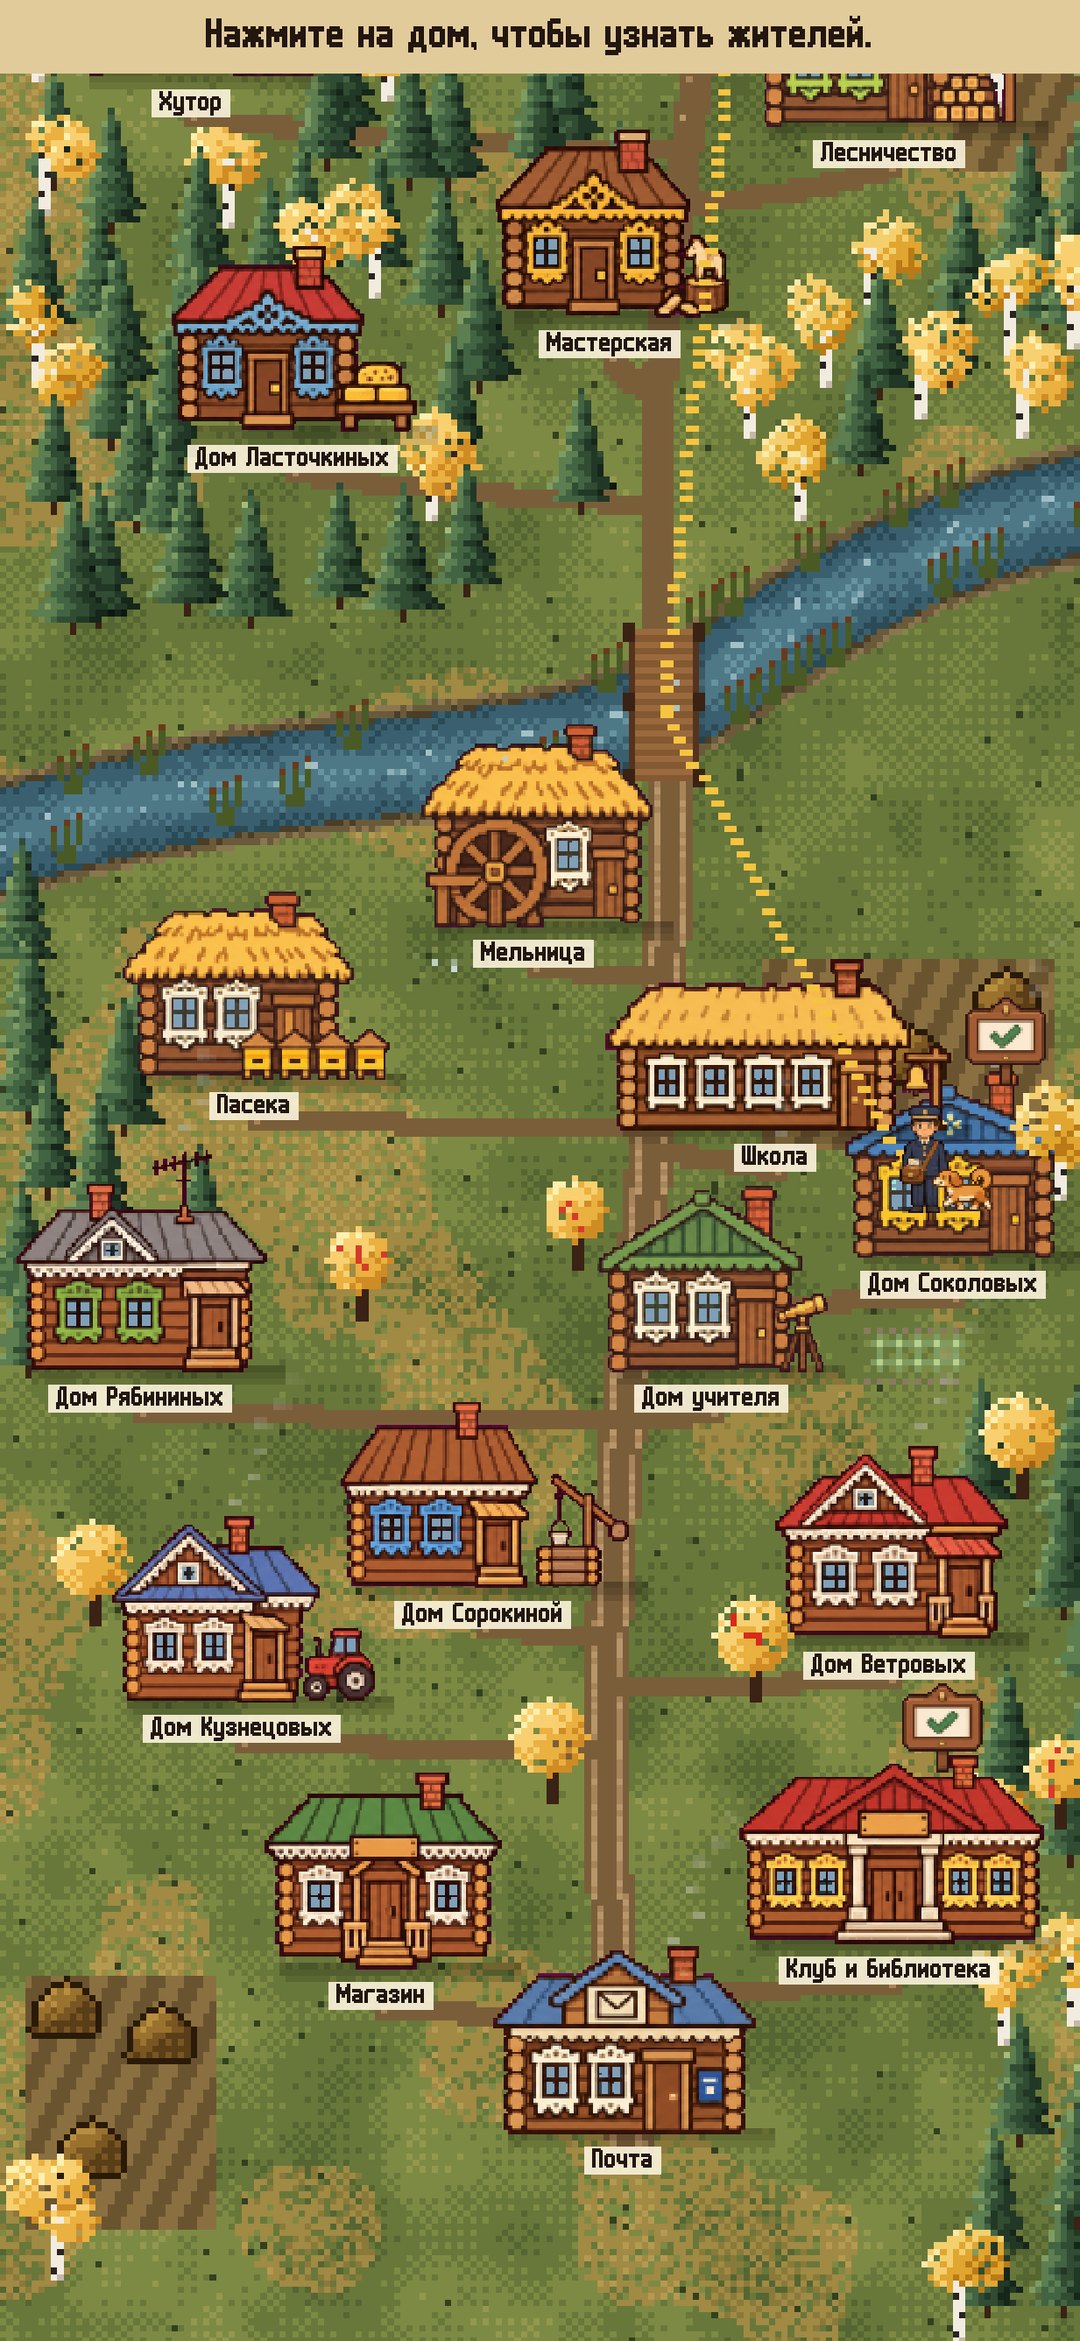 Нажмите на дом, чтобы узнать жителей.
Хутор
Лесничество
Мастерская
Дом Ласточкиных
Мельница
Пасека
Школа
Дом Соколовых
Дом Рябининых
Дом учителя
Дом Сорокиной
Дом Ветровых
Дом Кузнецовых
Клуб и библиотека
Магазин
Почта